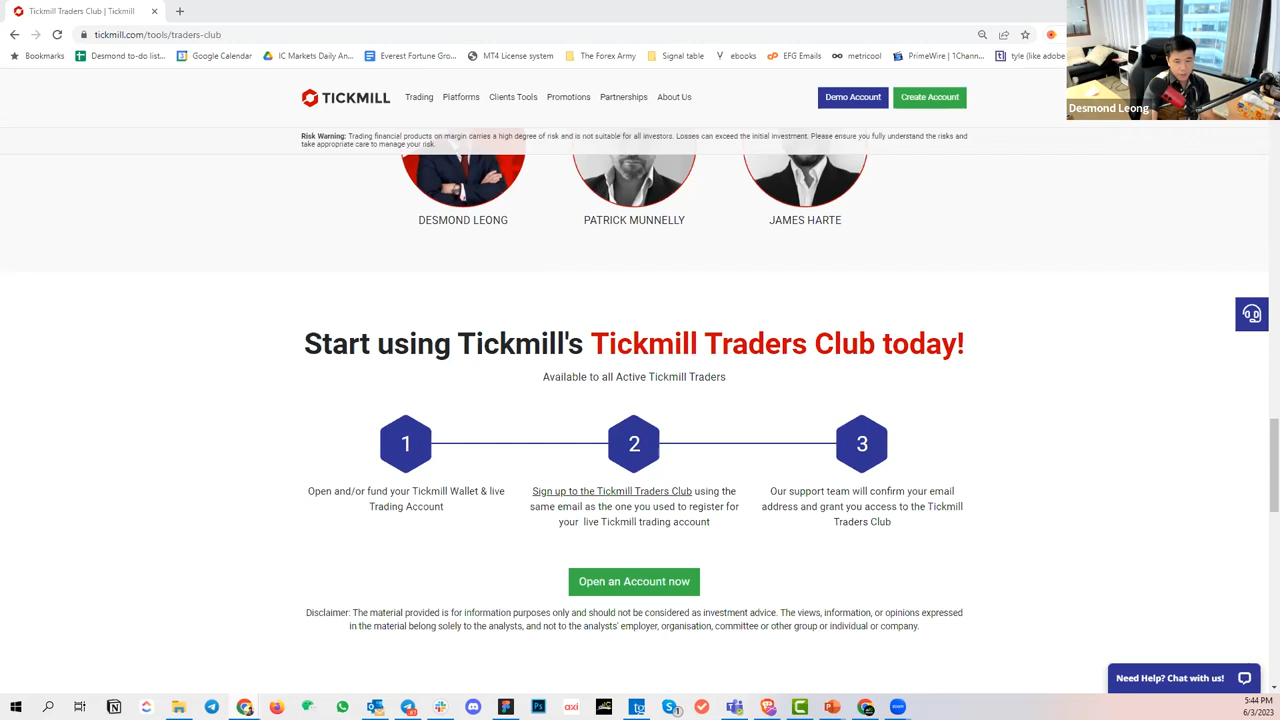 Tickmill Traders Club | Tickmill
tickmill.com/tools/traders-club
Bookmarks
Desmond to-do list...
Google Calendar
IC Markets Daily An...
Everest Fortune Gro...
MT4 License system
The Forex Army
Signal table
ebooks
EFG Emails
metricool
PrimeWire | 1Chann...
tyle (like adobe
Desmond Leong
TICKMILL
Trading
Platforms
Clients Tools
Promotions
Partnerships
About Us
Demo Account
Create Account
Risk Warning: Trading financial products on margin carries a high degree of risk and is not suitable for all investors. Losses can exceed the initial investment. Please ensure you fully understand the risks and
take appropriate care to manage your risk.
DESMOND LEONG
PATRICK MUNNELLY
JAMES HARTE
Start using Tickmill's Tickmill Traders Club today!
Available to all Active Tickmill Traders
1
2
3
Open and/or fund your Tickmill Wallet & live
Trading Account
Sign up to the Tickmill Traders Club using the
same email as the one you used to register for
your live Tickmill trading account
Our support team will confirm your email
address and grant you access to the Tickmill
Traders Club
Open an Account now
Disclaimer: The material provided is for information purposes only and should not be considered as investment advice. The views, information, or opinions expressed
in the material belong solely to the analysts, and not to the analysts' employer, organisation, committee or other group or individual or company.
Need Help? Chat with us!
axi
5:44 PM
6/3/2023